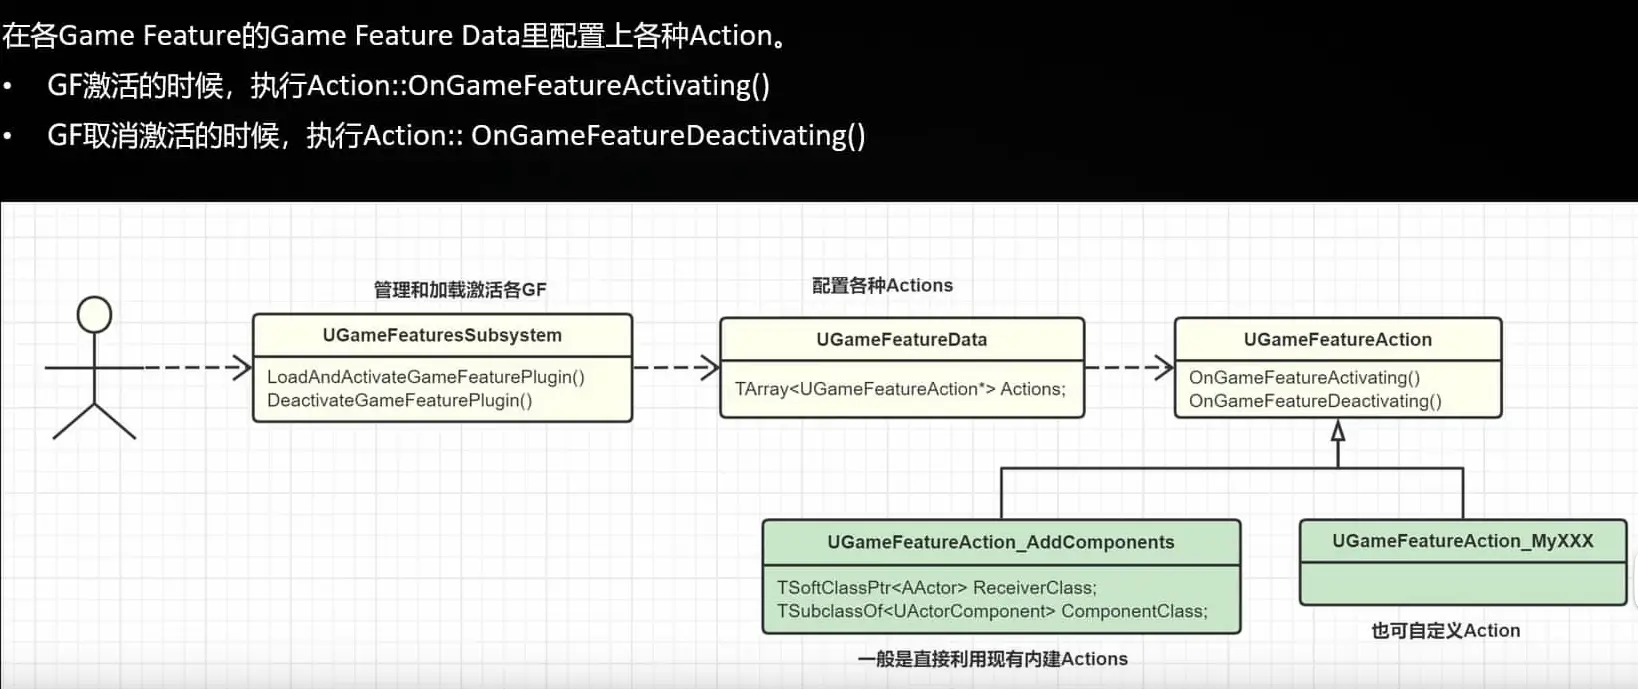 在各Game Feature的Game Feature Data里配置上各种Action。
• GF激活的时候，执行Action::OnGameFeatureActivating()
• GF取消激活的时候，执行Action:: OnGameFeatureDeactivating()
管理和加载激活各GF
UGameFeaturesSubsystem
LoadAndActivateGameFeaturePlugin()
DeactivateGameFeaturePlugin()
配置各种Actions
UGameFeatureData
TArray<UGameFeatureAction*> Actions;
UGameFeatureAction
OnGameFeatureActivating()
OnGameFeatureDeactivating()
UGameFeatureAction_AddComponents
TSoftClassPtr<AActor> ReceiverClass;
TSubclassOf<UActorComponent> ComponentClass;
一般是直接利用现有内建Actions
UGameFeatureAction_MyXXX
也可自定义Action